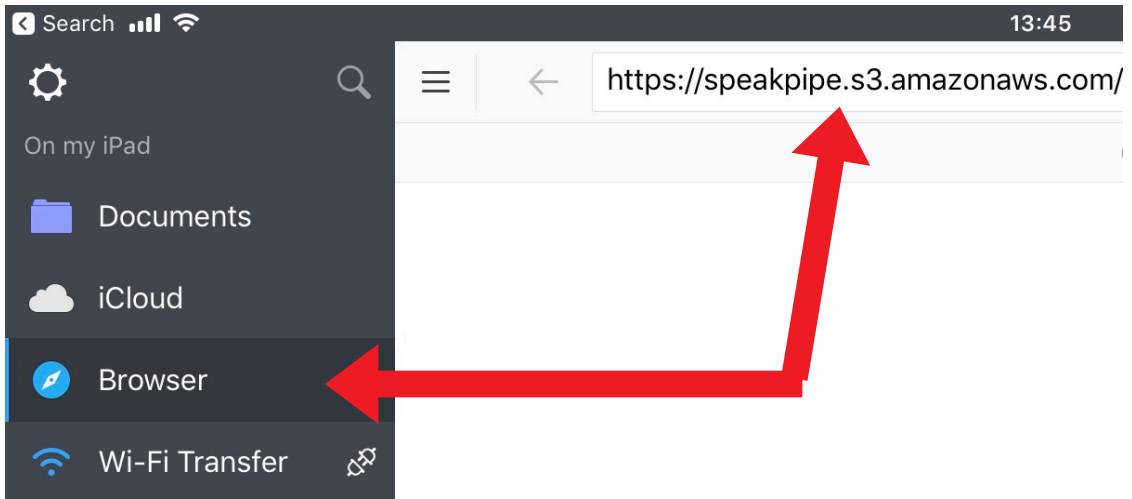 Search
13:45
https://speakpipe.s3.amazonaws.com/
On my iPad
Documents
iCloud
Browser
Wi-Fi Transfer